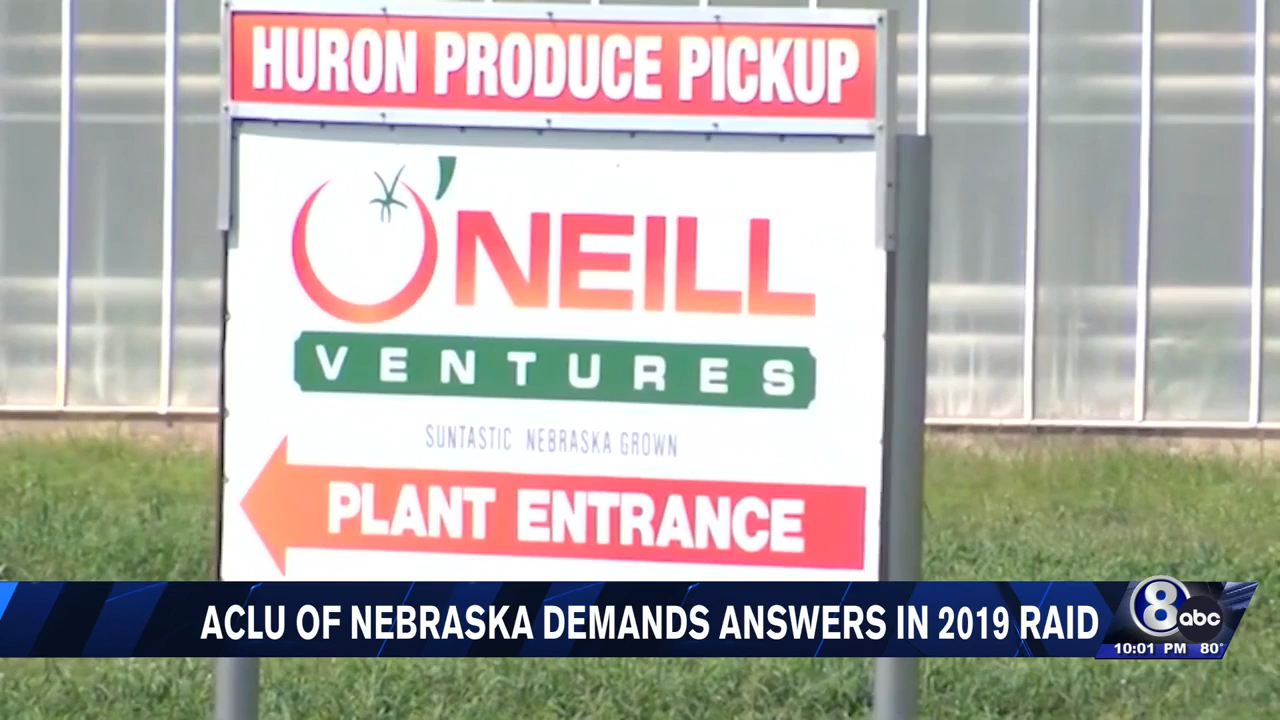 HURON PRODUCE PICKUP
O'NEILL
VENTURES
SUNTASTIC NEBRASKA GROWN
PLANT ENTRANCE
ACLU OF NEBRASKA DEMANDS ANSWERS IN 2019 RAID
8 abc
10:01 PM 80°